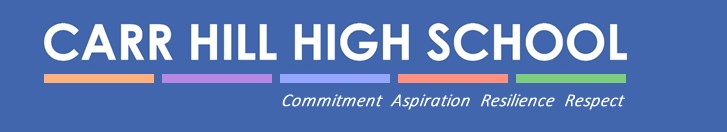 CARR HILL HIGH SCHOOL
Commitment Aspiration Resilience Respect